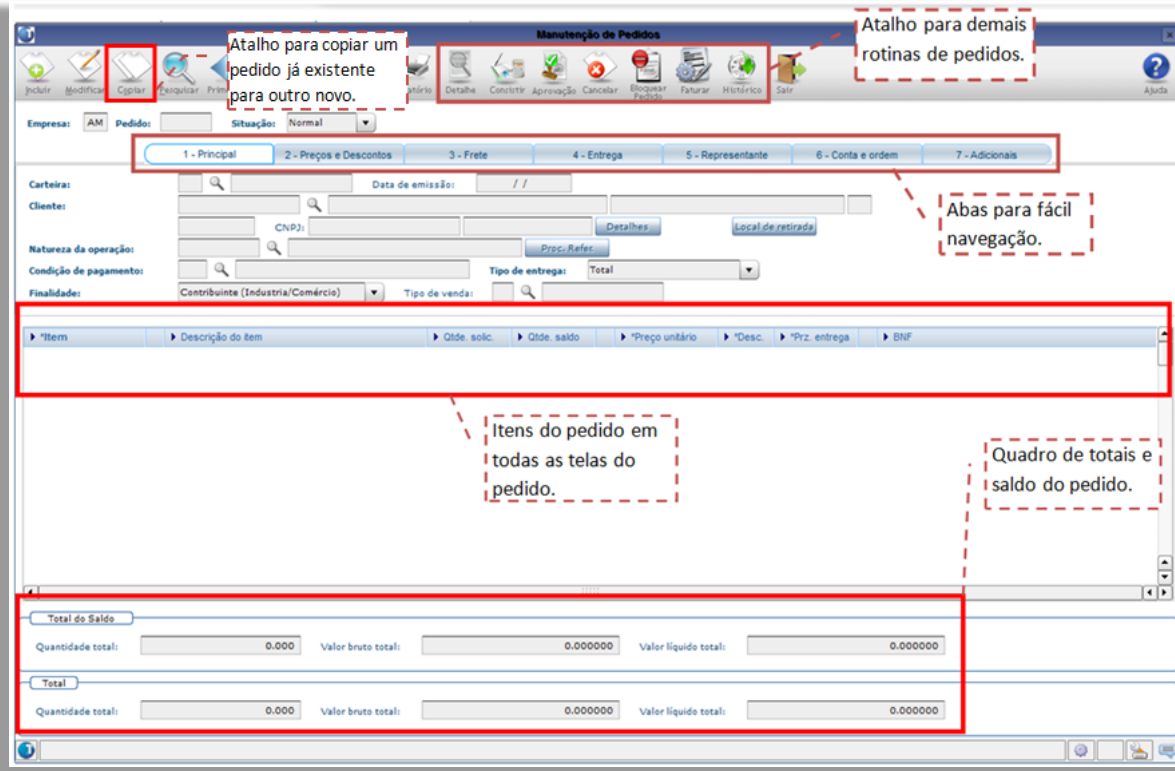 Manutenção de Pedidos
Atalho para demais
rotinas de pedidos.
Atalho para copiar um
pedido já existente
para outro novo.
Incluir Modificar Copiar Pesquisar Detalhe Consistir Aprovação Cancelar Bloquear Pedido Faturar Histórico Sair Ajuda
Empresa: AM Pedido: Situação: Normal
1 - Principal 2 - Preços e Descontos 3 - Frete 4 - Entrega 5 - Representante 6 - Conta e ordem 7 - Adicionais
Carteira: Data de emissão: / /
Cliente:
CNPJ: Detalhes Local de retirada
Abas para fácil
navegação.
Natureza da operação: Proc. Refer.
Condição de pagamento: Tipo de entrega: Total
Finalidade: Contribuinte (Industria/Comércio) Tipo de venda:
*Item Descrição do item Qtde. solic. Qtde. saldo *Preço unitário *Desc. *Prz. entrega BNF
Itens do pedido em
todas as telas do
pedido.
Quadro de totais e
saldo do pedido.
Total do Saldo
Quantidade total: 0.000 Valor bruto total: 0.000000 Valor líquido total: 0.000000
Total
Quantidade total: 0.000 Valor bruto total: 0.000000 Valor líquido total: 0.000000